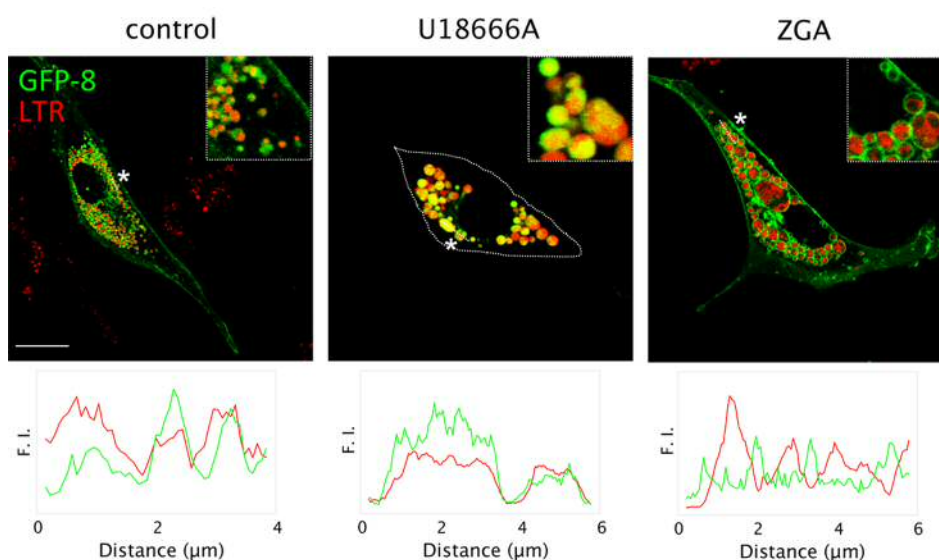 control U18666A ZGA
GFP-8
LTR
* * *
F. I. F. I. F. I.
0 2 4 0 2 4 6 0 2 4 6
Distance (µm) Distance (µm) Distance (µm)